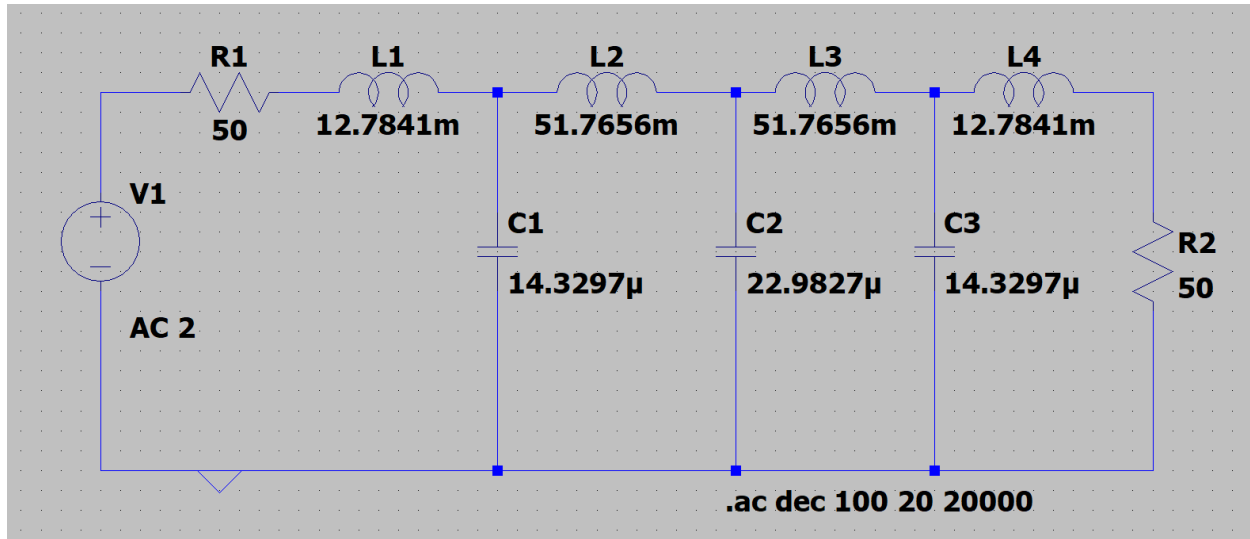 R1
L1
L2
L3
L4
50
12.7841m
51.7656m
51.7656m
12.7841m
V1
C1
C2
C3
R2
14.3297µ
22.9827µ
14.3297µ
50
AC 2
.ac dec 100 20 20000